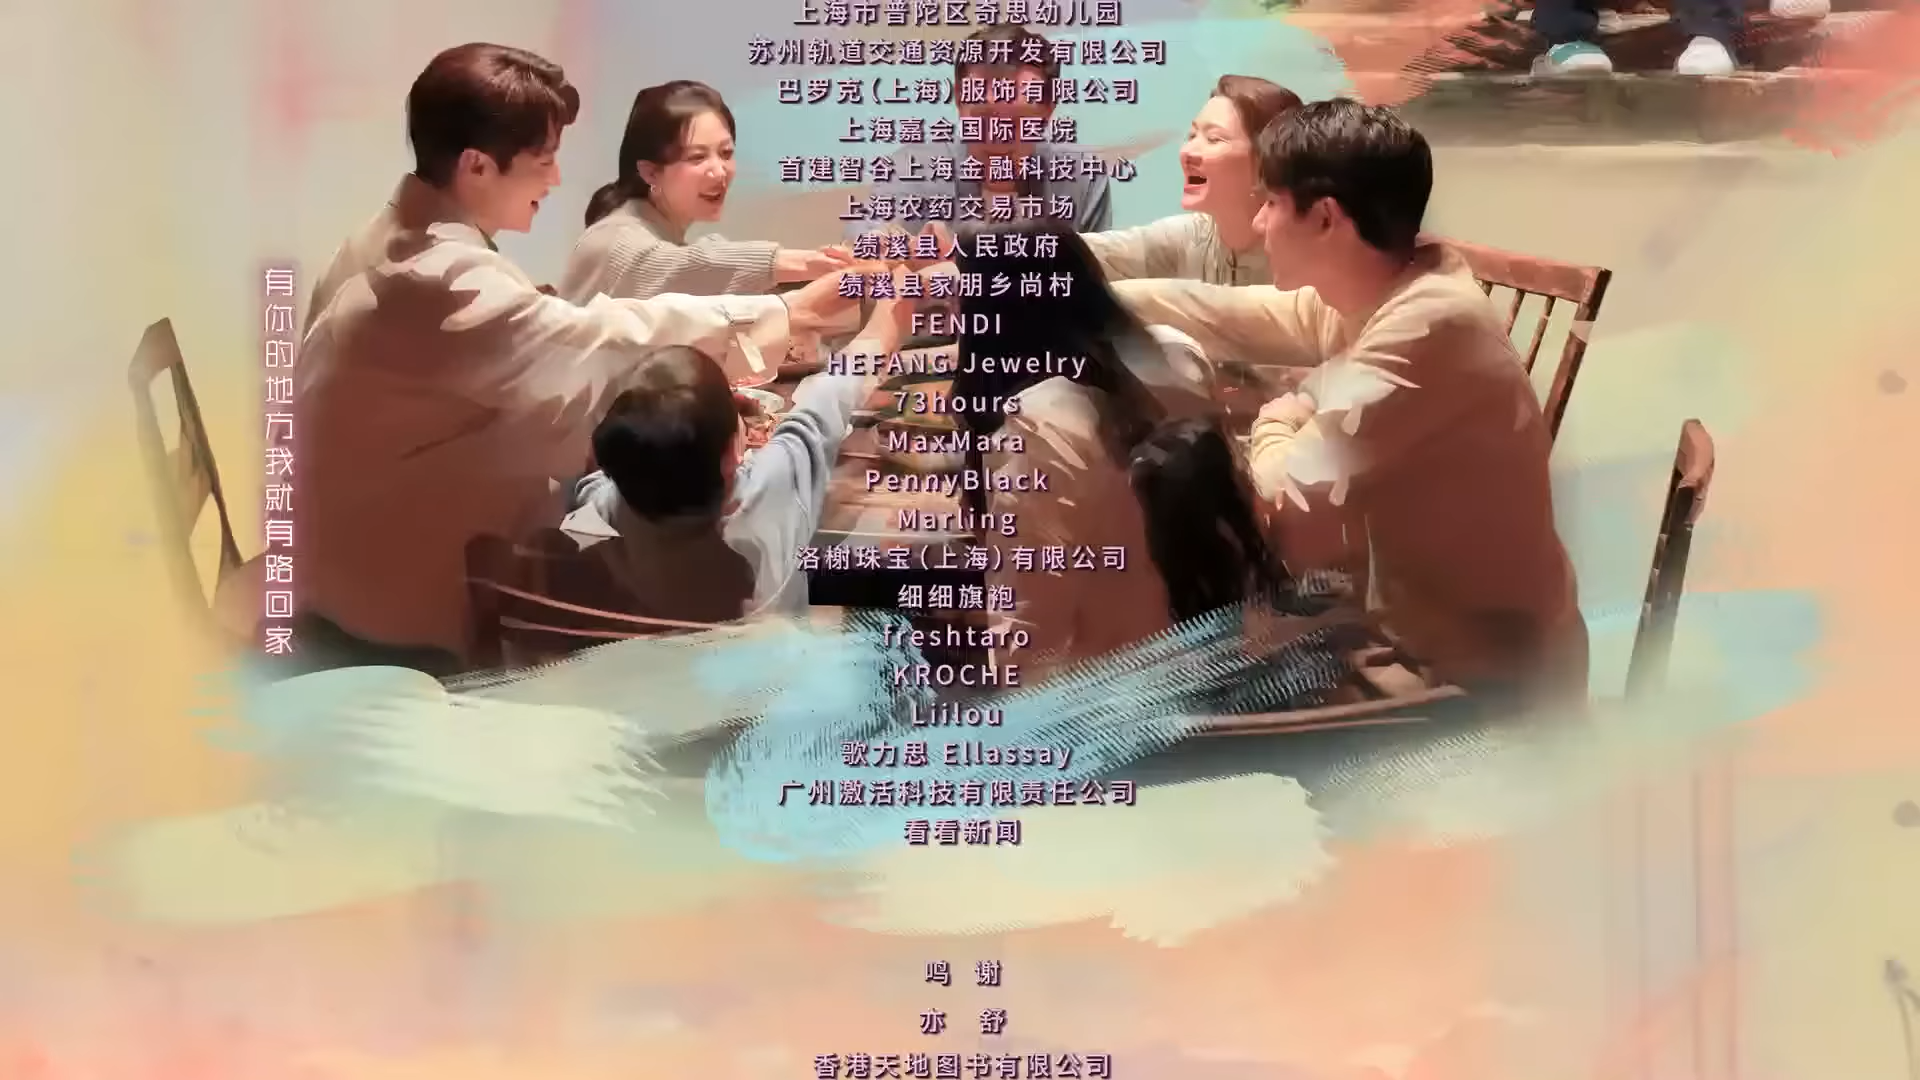 上海市普陀区奇思幼儿园
苏州轨道交通资源开发有限公司
巴罗克(上海)服饰有限公司
上海嘉会国际医院
首建智谷上海金融科技中心
上海农药交易市场
绩溪县人民政府
绩溪县家朋乡尚村
FENDI
HEFANG Jewelry
73hours
MaxMara
PennyBlack
Marling
洛榭珠宝(上海)有限公司
细细旗袍
freshtaro
KROCHE
Liilou
歌力思 Ellassay
广州激活科技有限责任公司
看看新闻
鸣 谢
亦 舒
香港天地图书有限公司
有你的地方我就有路回家